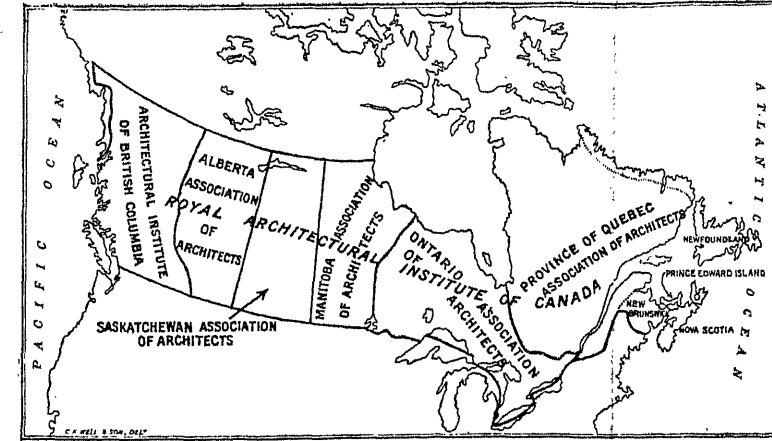 PACIFIC OCEAN
ARCHITECTURAL INSTITUTE
OF BRITISH COLUMBIA
ALBERTA
ASSOCIATION
OF
ARCHITECTS
ROYAL ARCHITECTURAL INSTITUTE OF CANADA
SASKATCHEWAN ASSOCIATION
OF ARCHITECTS
MANITOBA ASSOCIATION
OF ARCHITECTS
ONTARIO ASSOCIATION
OF
ARCHITECTS
PROVINCE OF QUEBEC
ASSOCIATION OF ARCHITECTS
NEWFOUNDLAND
PRINCE EDWARD ISLAND
NEW
BRUNSWICK
NOVA SCOTIA
ATLANTIC OCEAN
& SON, DELT